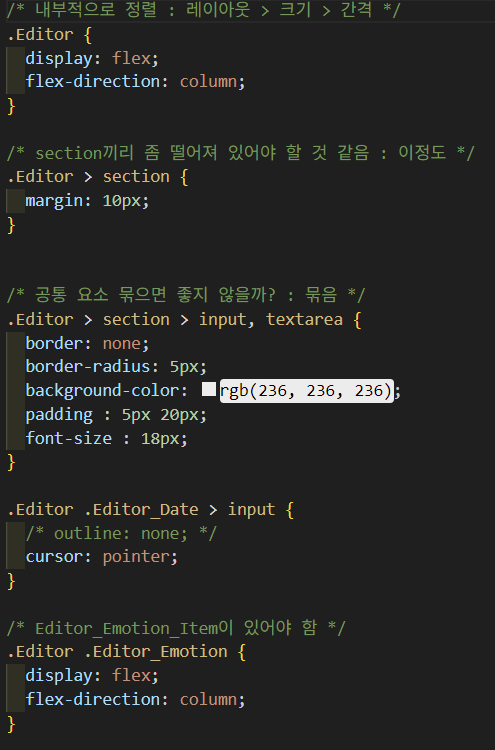 /* 내부적으로 정렬 : 레이아웃 > 크기 > 간격 */
.Editor {
  display: flex;
  flex-direction: column;
}

/* section끼리 좀 떨어져 있어야 할 것 같음 : 이정도 */
.Editor > section {
  margin: 10px;
}


/* 공통 요소 묶으면 좋지 않을까? : 묶음 */
.Editor > section > input, textarea {
  border: none;
  border-radius: 5px;
  background-color: rgb(236, 236, 236);
  padding : 5px 20px;
  font-size : 18px;
}

.Editor .Editor_Date > input {
  /* outline: none; */
  cursor: pointer;
}

/* Editor_Emotion_Item이 있어야 함 */
.Editor .Editor_Emotion {
  display: flex;
  flex-direction: column;
}